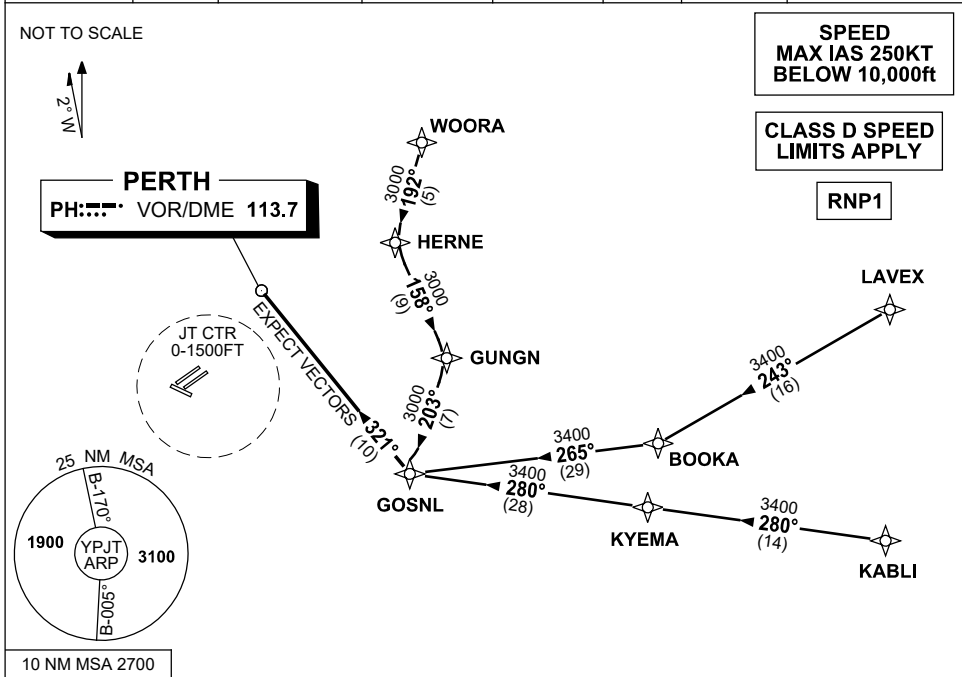 NOT TO SCALE
2° W
SPEED
MAX IAS 250KT
BELOW 10,000ft
CLASS D SPEED
LIMITS APPLY
RNP1
PERTH
PH VOR/DME 113.7
WOORA
3000
192°
(5)
HERNE
3000
158°
(9)
GUNGN
3000
203°
(7)
LAVEX
3400
243°
(16)
BOOKA
3400
265°
(29)
3400
280°
(28)
KYEMA
3400
280°
(14)
KABLI
GOSNL
EXPECT VECTORS
321°
(10)
JT CTR
0-1500FT
25 NM MSA
B-170°
1900
YPJT
ARP
3100
B-005°
10 NM MSA 2700